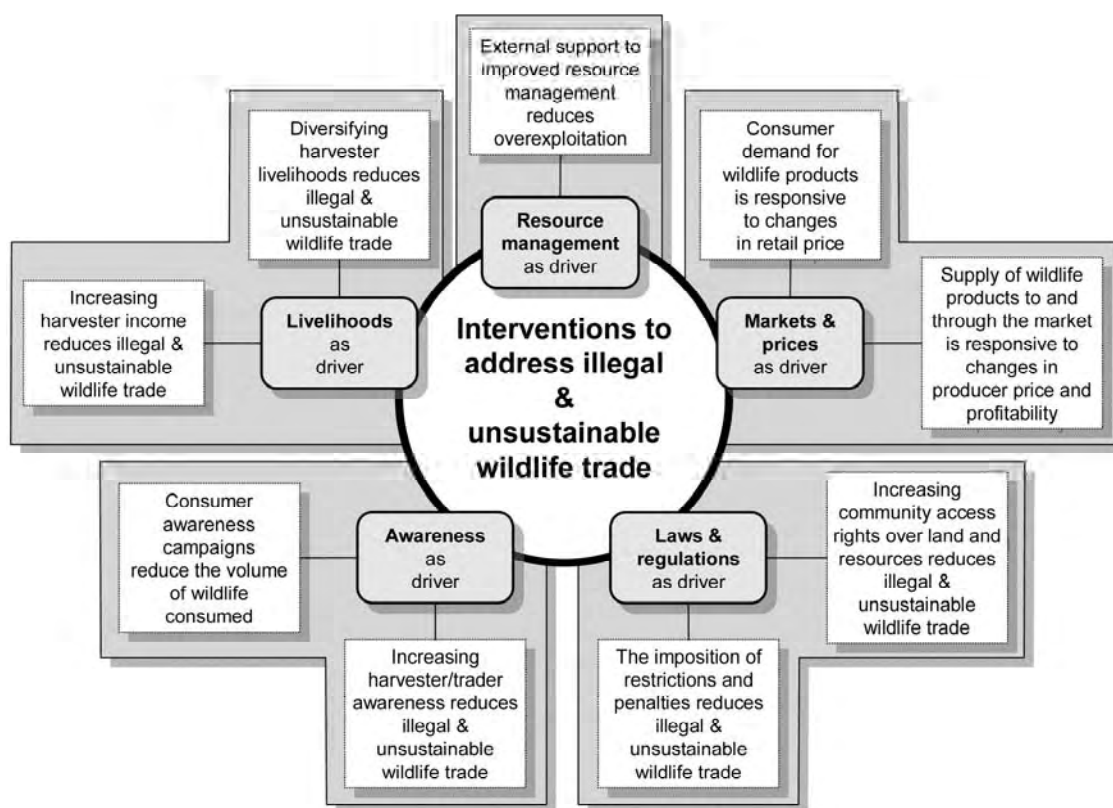 External support to
improved resource
management
reduces
overexploitation
Resource
management
as driver
Diversifying
harvester
livelihoods reduces
illegal &
unsustainable
wildlife trade
Increasing
harvester income
reduces illegal &
unsustainable
wildlife trade
Livelihoods
as
driver
Consumer
demand for
wildlife products
is responsive
to changes
in retail price
Markets &
prices
as driver
Supply of wildlife
products to and
through the market
is responsive to
changes in
producer price and
profitability
Interventions to
address illegal
&
unsustainable
wildlife trade
Consumer
awareness
campaigns
reduce the volume
of wildlife
consumed
Awareness
as
driver
Increasing
harvester/trader
awareness reduces
illegal &
unsustainable
wildlife trade
Laws &
regulations
as driver
Increasing
community access
rights over land and
resources reduces
illegal &
unsustainable
wildlife trade
The imposition of
restrictions and
penalties reduces
illegal &
unsustainable
wildlife trade